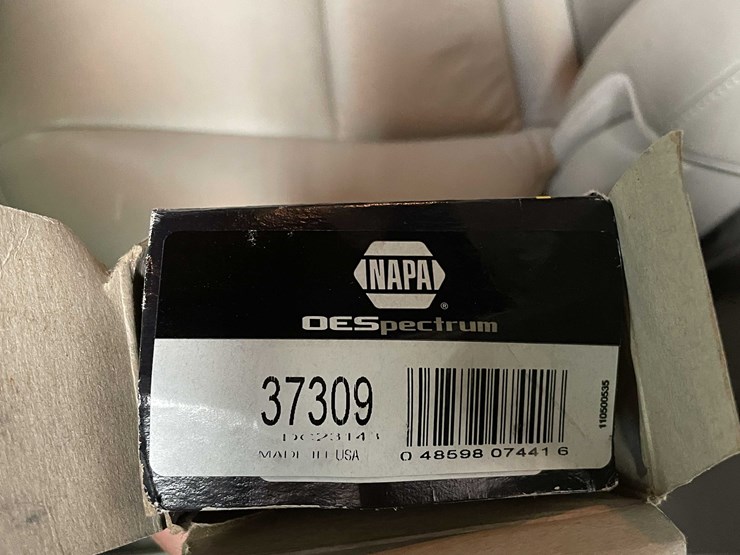 NAPA
®
OESpectrum
37309
MADE IN USA
0 48598 07441 6
110500535